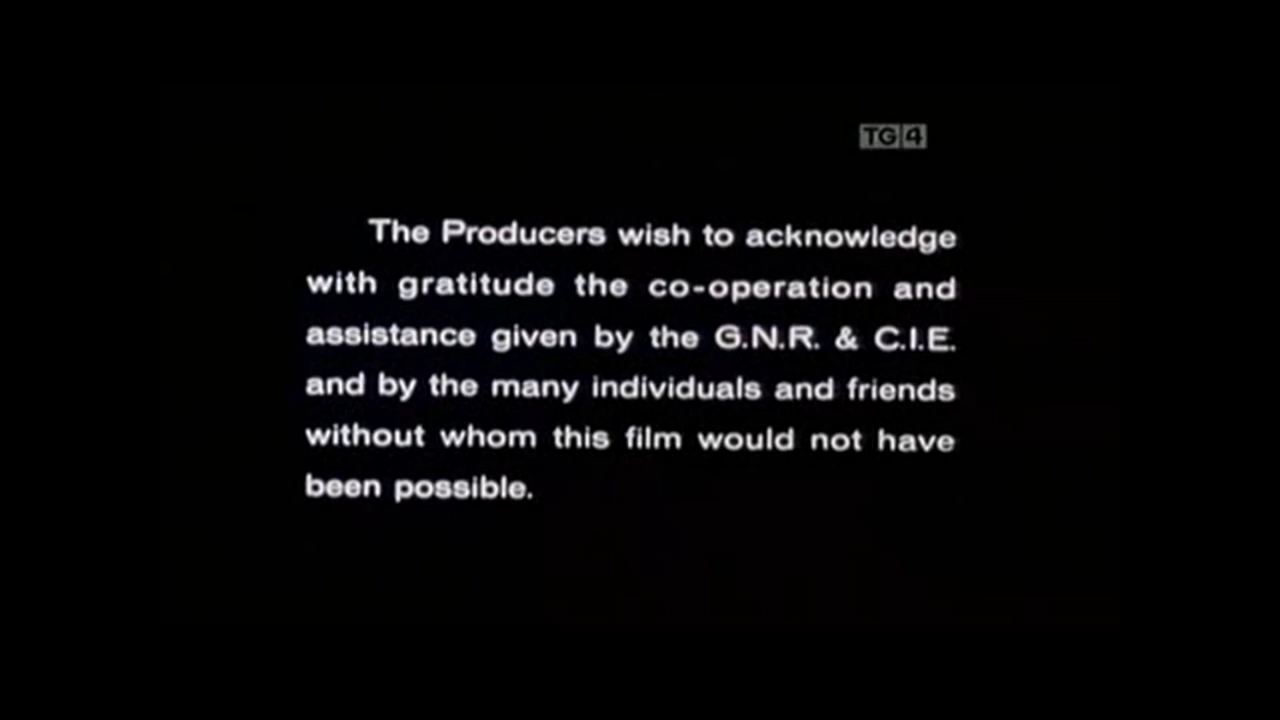 TG4
The Producers wish to acknowledge
with gratitude the co-operation and
assistance given by the G.N.R. & C.I.E.
and by the many individuals and friends
without whom this film would not have
been possible.